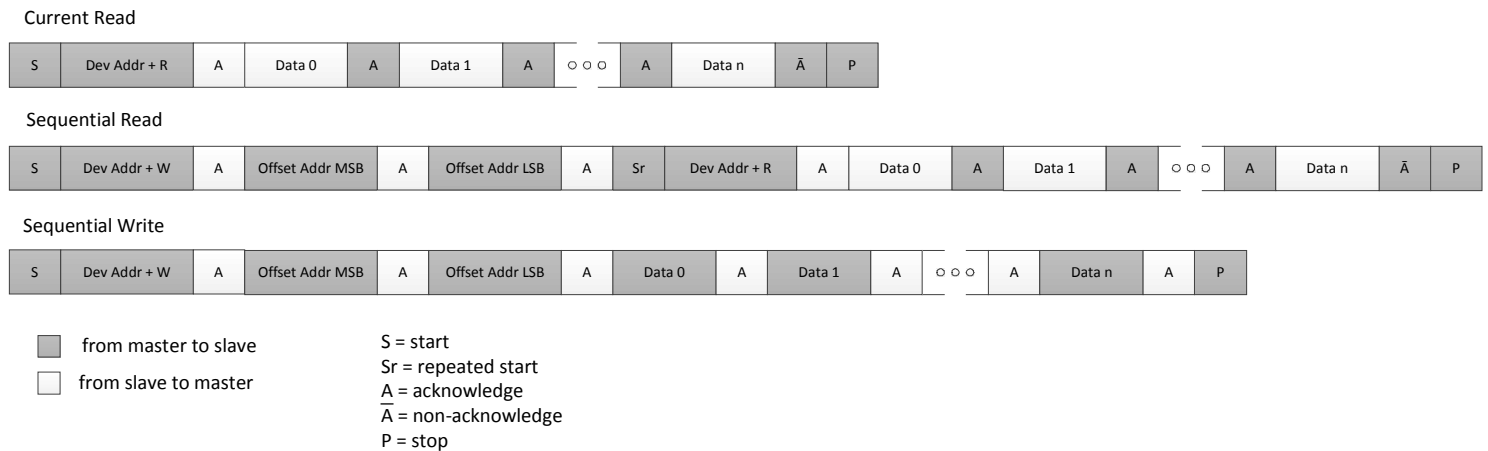 Current Read
S Dev Addr + R A Data 0 A Data 1 A ○ ○ ○ A Data n Ā P
Sequential Read
S Dev Addr + W A Offset Addr MSB A Offset Addr LSB A Sr Dev Addr + R A Data 0 A Data 1 A ○ ○ ○ A Data n Ā P
Sequential Write
S Dev Addr + W A Offset Addr MSB A Offset Addr LSB A Data 0 A Data 1 A ○ ○ ○ A Data n A P
from master to slave
from slave to master
S = start
Sr = repeated start
A = acknowledge
Ā = non-acknowledge
P = stop